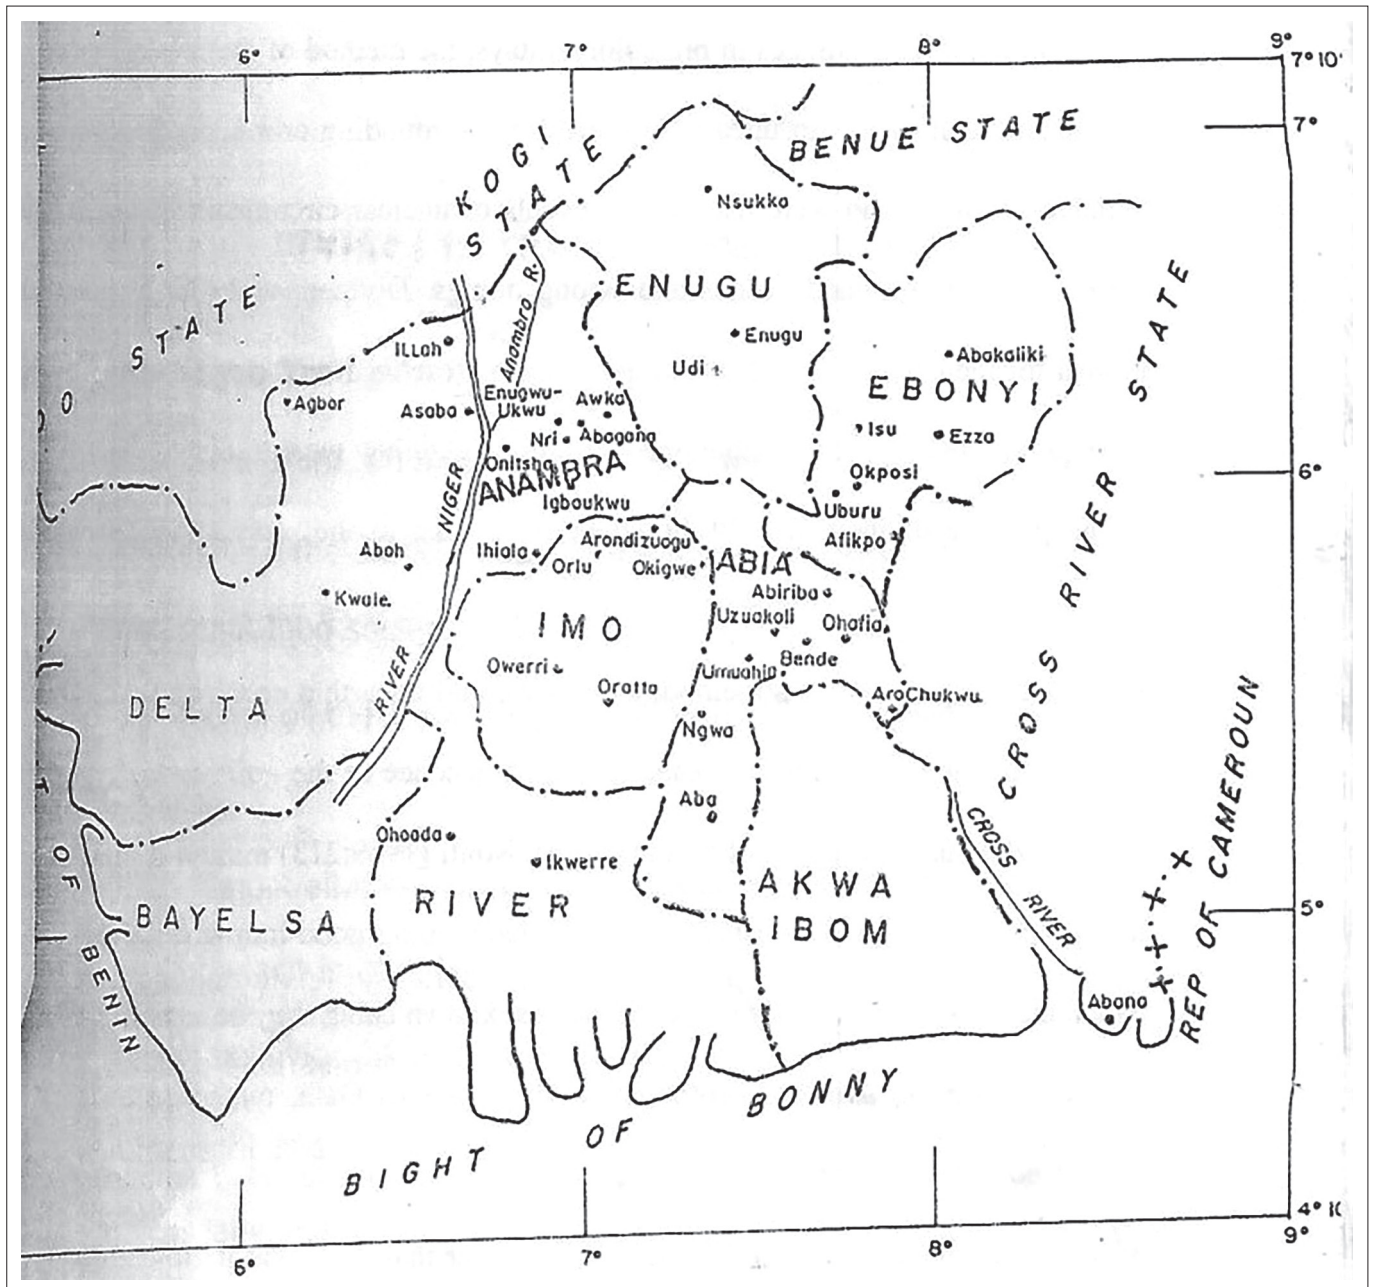 6°
7°
8°
9°
7° 10'
7°
KOGI
STATE
BENUE STATE
Nsukka
STATE
O
ENUGU
Anambro R.
Illah
Enugu
Udi
Abakaliki
EBONYI
CROSS RIVER STATE
Agbor
Asaba
Enugwu-
Ukwu
Awka
Nri
Abagana
Isu
Ezza
Onitsha
ANAMBRA
6°
Okposi
Igboukwu
Uburu
RIVER NIGER
Aboh
Ihiala
Arondizuogu
Afikpo
Orlu
Okigwe
ABIA
Kwale
Abiriba
IMO
Uzuakoli
Ohafia
Owerri
Umuahia
Bende
Oratta
AroChukwu
DELTA
Ngwa
Aba
Ohoada
CROSS RIVER
Ikwerre
OF BENIN
BAYELSA
RIVER
AKWA
IBOM
5°
REP OF CAMEROUN
Abana
BIGHT OF BONNY
4°
6°
7°
8°
9°